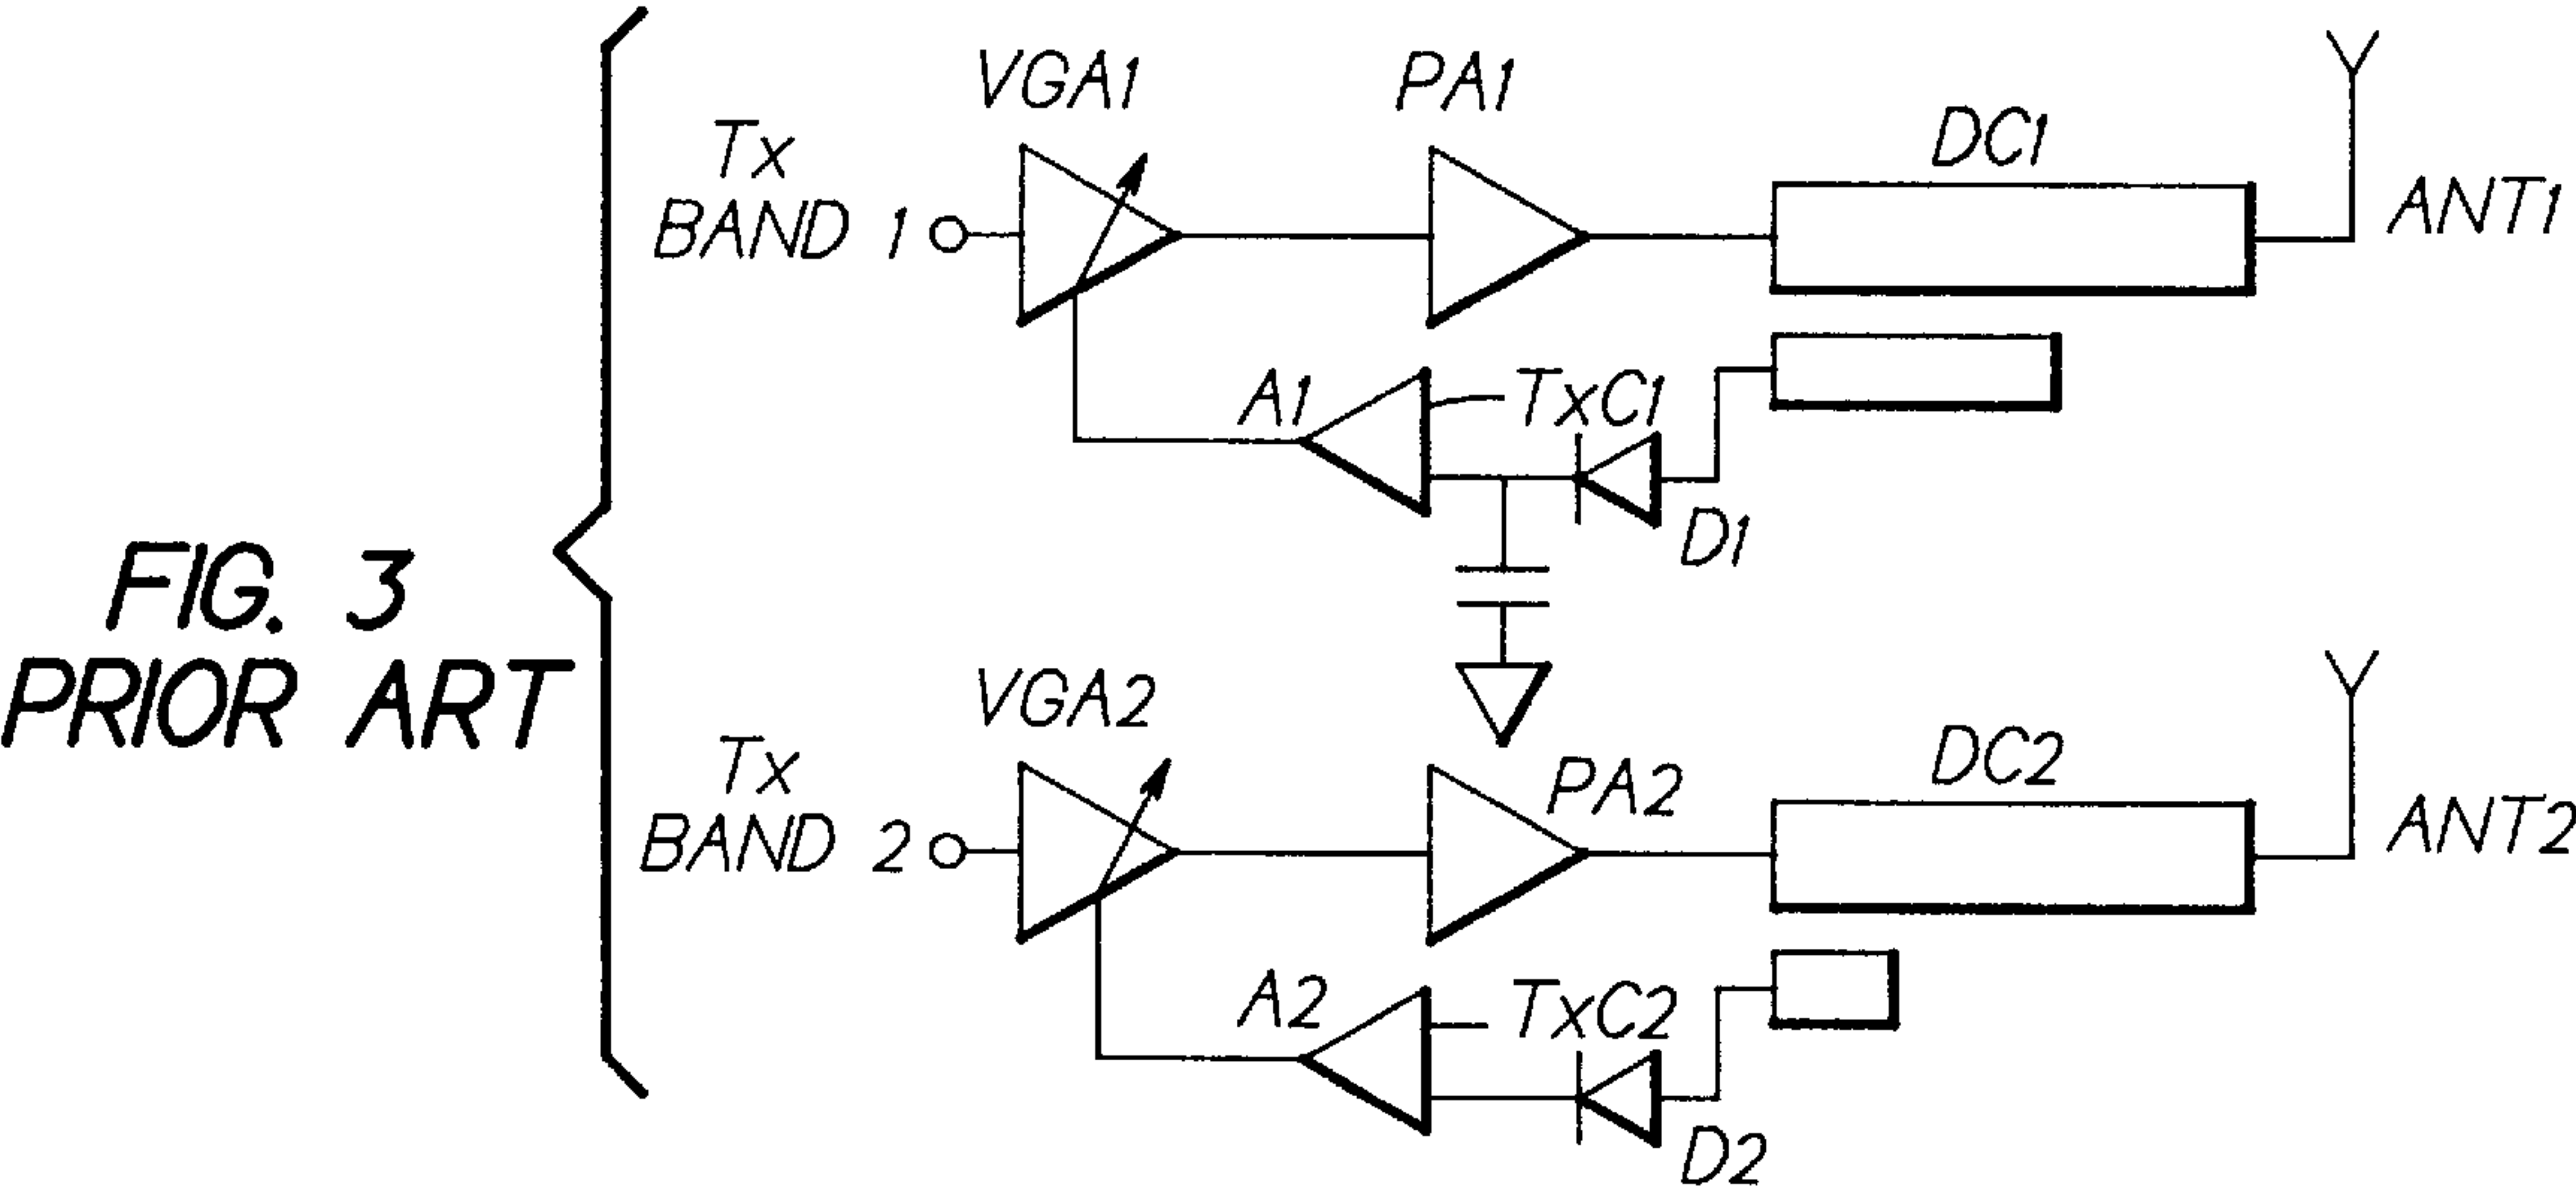 VGA1
PA1
Tx
BAND 1
DC1
ANT1
A1
TxC1
D1
FIG. 3
PRIOR ART
VGA2
PA2
Tx
BAND 2
DC2
ANT2
A2
TxC2
D2